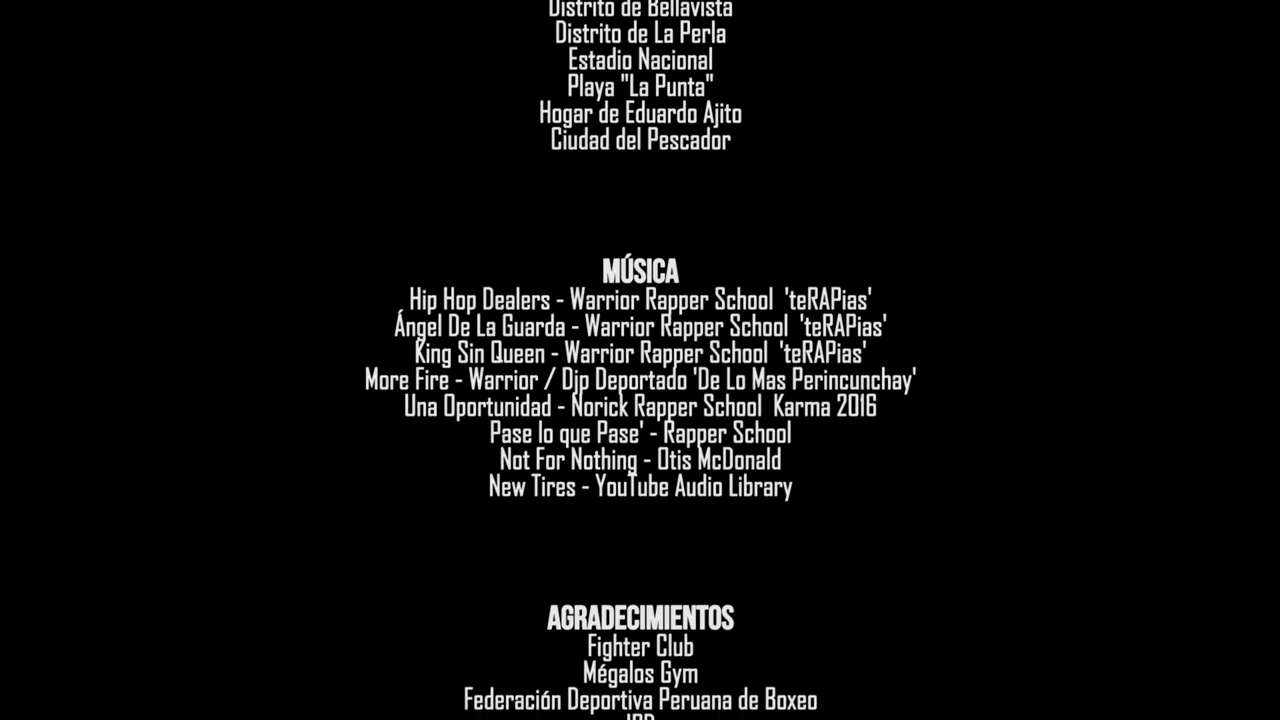 Distrito de Bellavista
Distrito de La Perla
Estadio Nacional
Playa "La Punta"
Hogar de Eduardo Ajito
Ciudad del Pescador
MÚSICA
Hip Hop Dealers - Warrior Rapper School 'teRAPias'
Ángel De La Guarda - Warrior Rapper School 'teRAPias'
King Sin Queen - Warrior Rapper School 'teRAPias'
More Fire - Warrior / Djp Deportado 'De Lo Mas Perincunchay'
Una Oportunidad - Norick Rapper School Karma 2016
Pase lo que Pase' - Rapper School
Not For Nothing - Otis McDonald
New Tires - YouTube Audio Library
AGRADECIMIENTOS
Fighter Club
Mégalos Gym
Federación Deportiva Peruana de Boxeo